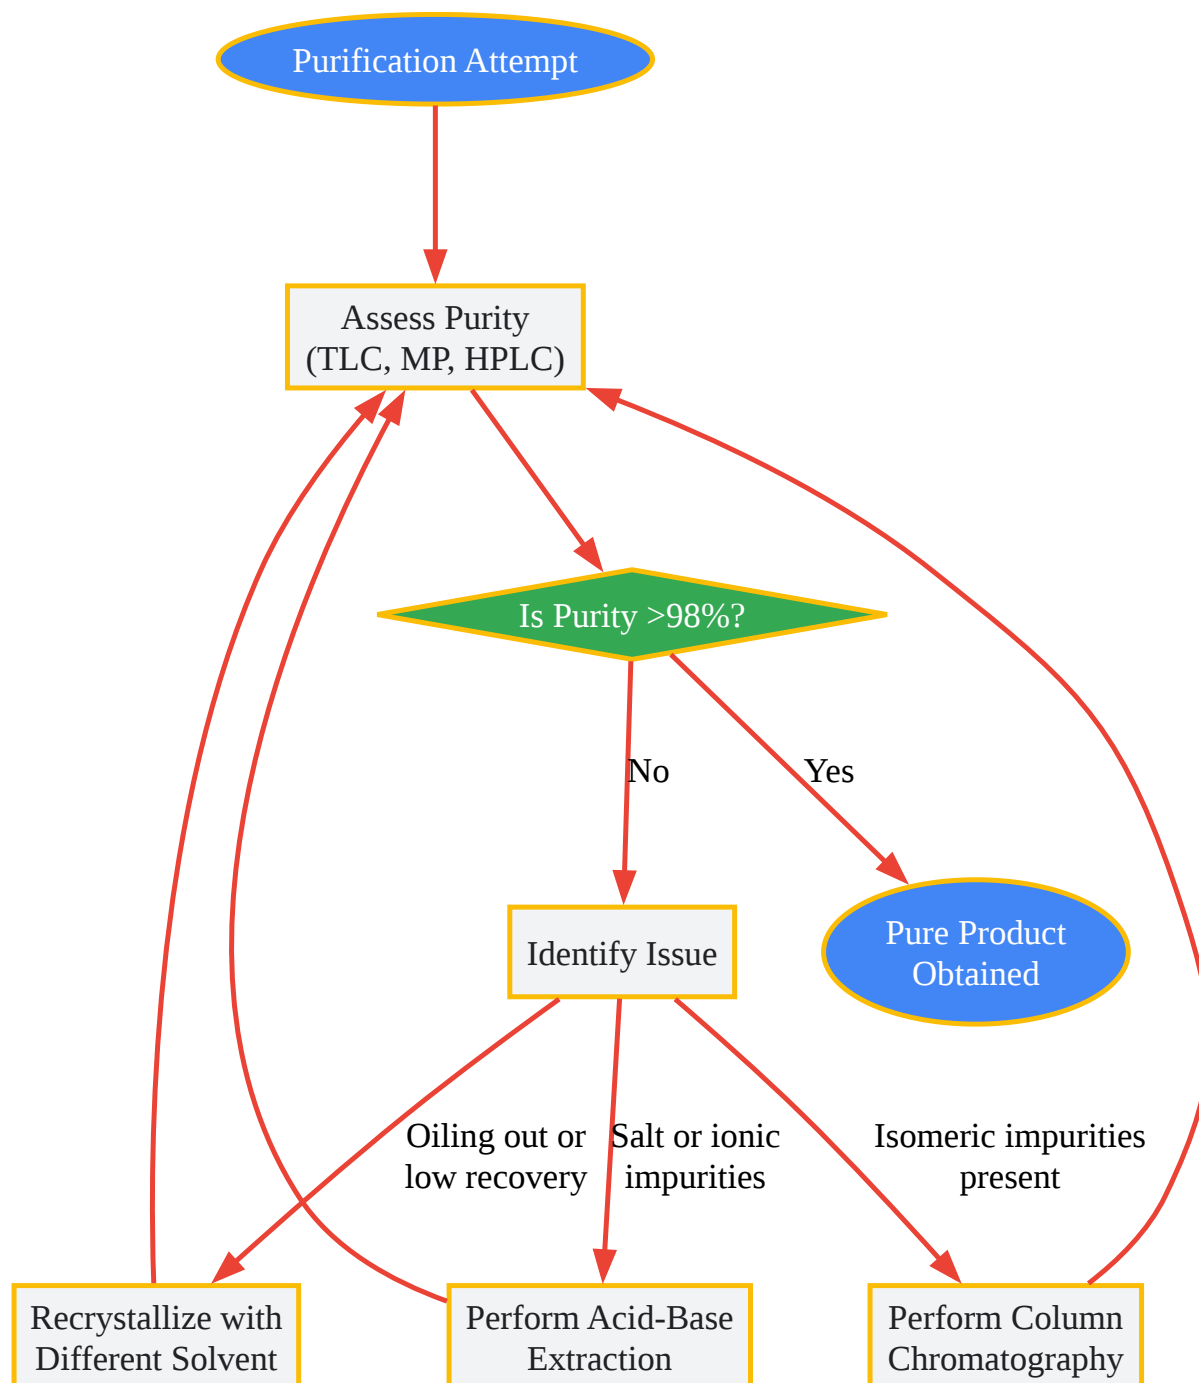 Purification Attempt
Assess Purity
(TLC, MP, HPLC)
Is Purity >98%?
No
Yes
Identify Issue
Pure Product
Obtained
Oiling out or
low recovery
Salt or ionic
impurities
Isomeric impurities
present
Recrystallize with
Different Solvent
Perform Acid-Base
Extraction
Perform Column
Chromatography